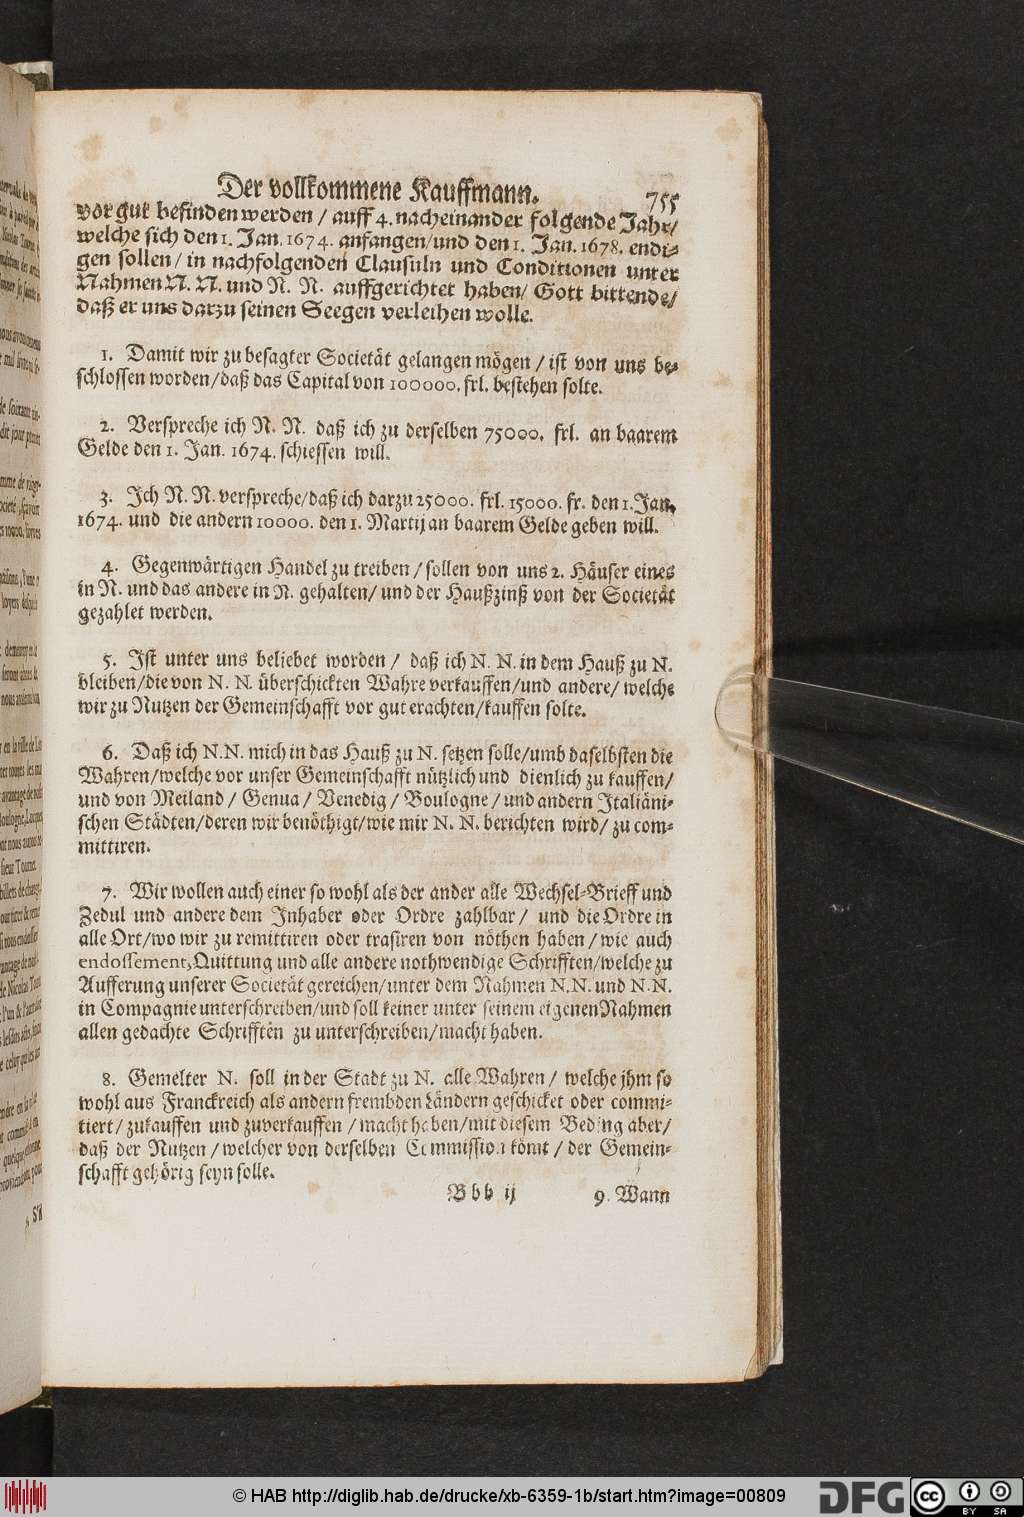 Der vollkommene Kauffmann. 755
vor gut befinden werden / auff 4. nacheinander folgende Jahr/
welche sich den 1. Jan. 1674. anfangen/und den 1. Jan. 1678. endi-
gen sollen / in nachfolgenden Clausuln und Conditionen unter
Nahmen N. N. und N. N. auffgerichtet haben/ Gott bittende/
daß er uns darzu seinen Seegen verleihen wolle.
1. Damit wir zu besagter Societät gelangen mögen / ist von uns be-
schlossen worden/daß das Capital von 100000. frl. bestehen solte.
2. Verspreche ich N. N. daß ich zu derselben 75000. frl. an baarem
Gelde den 1. Jan. 1674. schiessen will.
3. Ich N. N. verspreche/daß ich darzu 25000. frl. 15000. fr. den 1. Jan.
1674. und die andern 10000. den 1. Martij an baarem Gelde geben will.
4. Gegenwärtigen Handel zu treiben / sollen von uns 2. Häuser eines
in N. und das andere in N. gehalten/ und der Haußzinß von der Societät
gezahlet werden.
5. Ist unter uns beliebet worden / daß ich N. N. in dem Hauß zu N.
bleiben/die von N. N. überschickten Wahre verkauffen/und andere/ welche
wir zu Nutzen der Gemeinschafft vor gut erachten/kauffen solte.
6. Daß ich N.N. mich in das Hauß zu N. setzen solle/umb daselbsten die
Wahren/welche vor unser Gemeinschafft nützlich und dienlich zu kauffen/
und von Meiland / Genua / Venedig / Boulogne / und andern Italiäni-
schen Städten/deren wir benöthigt/wie mir N. N. berichten wird/ zu com-
mittiren.
7. Wir wollen auch einer so wohl als der ander alle Wechsel-Brieff und
Zedul und andere dem Inhaber oder Ordre zahlbar / und die Ordre in
alle Ort/wo wir zu remittiren oder trasiren von nöthen haben / wie auch
endossement, Quittung und alle andere nothwendige Schrifften/welche zu
Aufferung unserer Societät gereichen/unter dem Nahmen N.N. und N.N.
in Compagnie unterschreiben/und soll keiner unter seinem eigenen Nahmen
allen gedachte Schrifften zu unterschreiben/macht haben.
8. Gemelter N. soll in der Stadt zu N. alle Wahren / welche jhm so
wohl aus Franckreich als andern frembden Ländern geschicket oder commi-
tiert/ zukauffen und zuverkauffen / macht haben/mit diesem Beding aber/
daß der Nutzen / welcher von derselben Commission kömt / der Gemein-
schafft gehörig seyn solle.
Bbb ij 9. Wann
© HAB http://diglib.hab.de/drucke/xb-6359-1b/start.htm?image=00809
DFG
cc BY SA